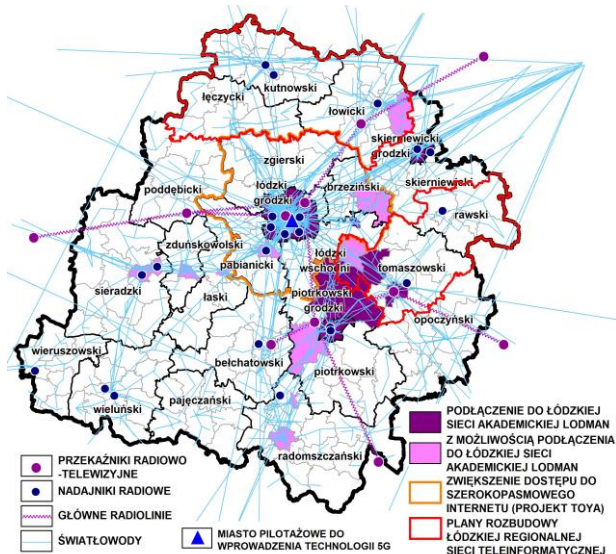 kutnowski
łęczycki
łowicki
skierniewicki
grodzki
zgierski
łódzki
grodzki
brzeziński
skierniewicki
poddębicki
rawski
zduńskowolski
pabianicki
łódzki
wschodni
tomaszowski
sieradzki
łaski
piotrkowski
grodzki
opoczyński
wieruszowski
bełchatowski
piotrkowski
pajęczański
wieluński
radomszczański
PRZEKAŹNIKI RADIOWO
-TELEWIZYJNE
NADAJNIKI RADIOWE
GŁÓWNE RADIOLINIE
ŚWIATŁOWODY
MIASTO PILOTAŻOWE DO
WPROWADZENIA TECHNOLOGII 5G
PODŁĄCZENIE DO ŁÓDZKIEJ
SIECI AKADEMICKIEJ LODMAN
Z MOŻLIWOŚCIĄ PODŁĄCZENIA
DO ŁÓDZKIEJ SIECI
AKADEMICKIEJ LODMAN
ZWIĘKSZENIE DOSTĘPU DO
SZEROKOPASMOWEGO
INTERNETU (PROJEKT TOYA)
PLANY ROZBUDOWY
ŁÓDZKIEJ REGIONALNEJ
SIECI TELEINFORMATYCZNEJ